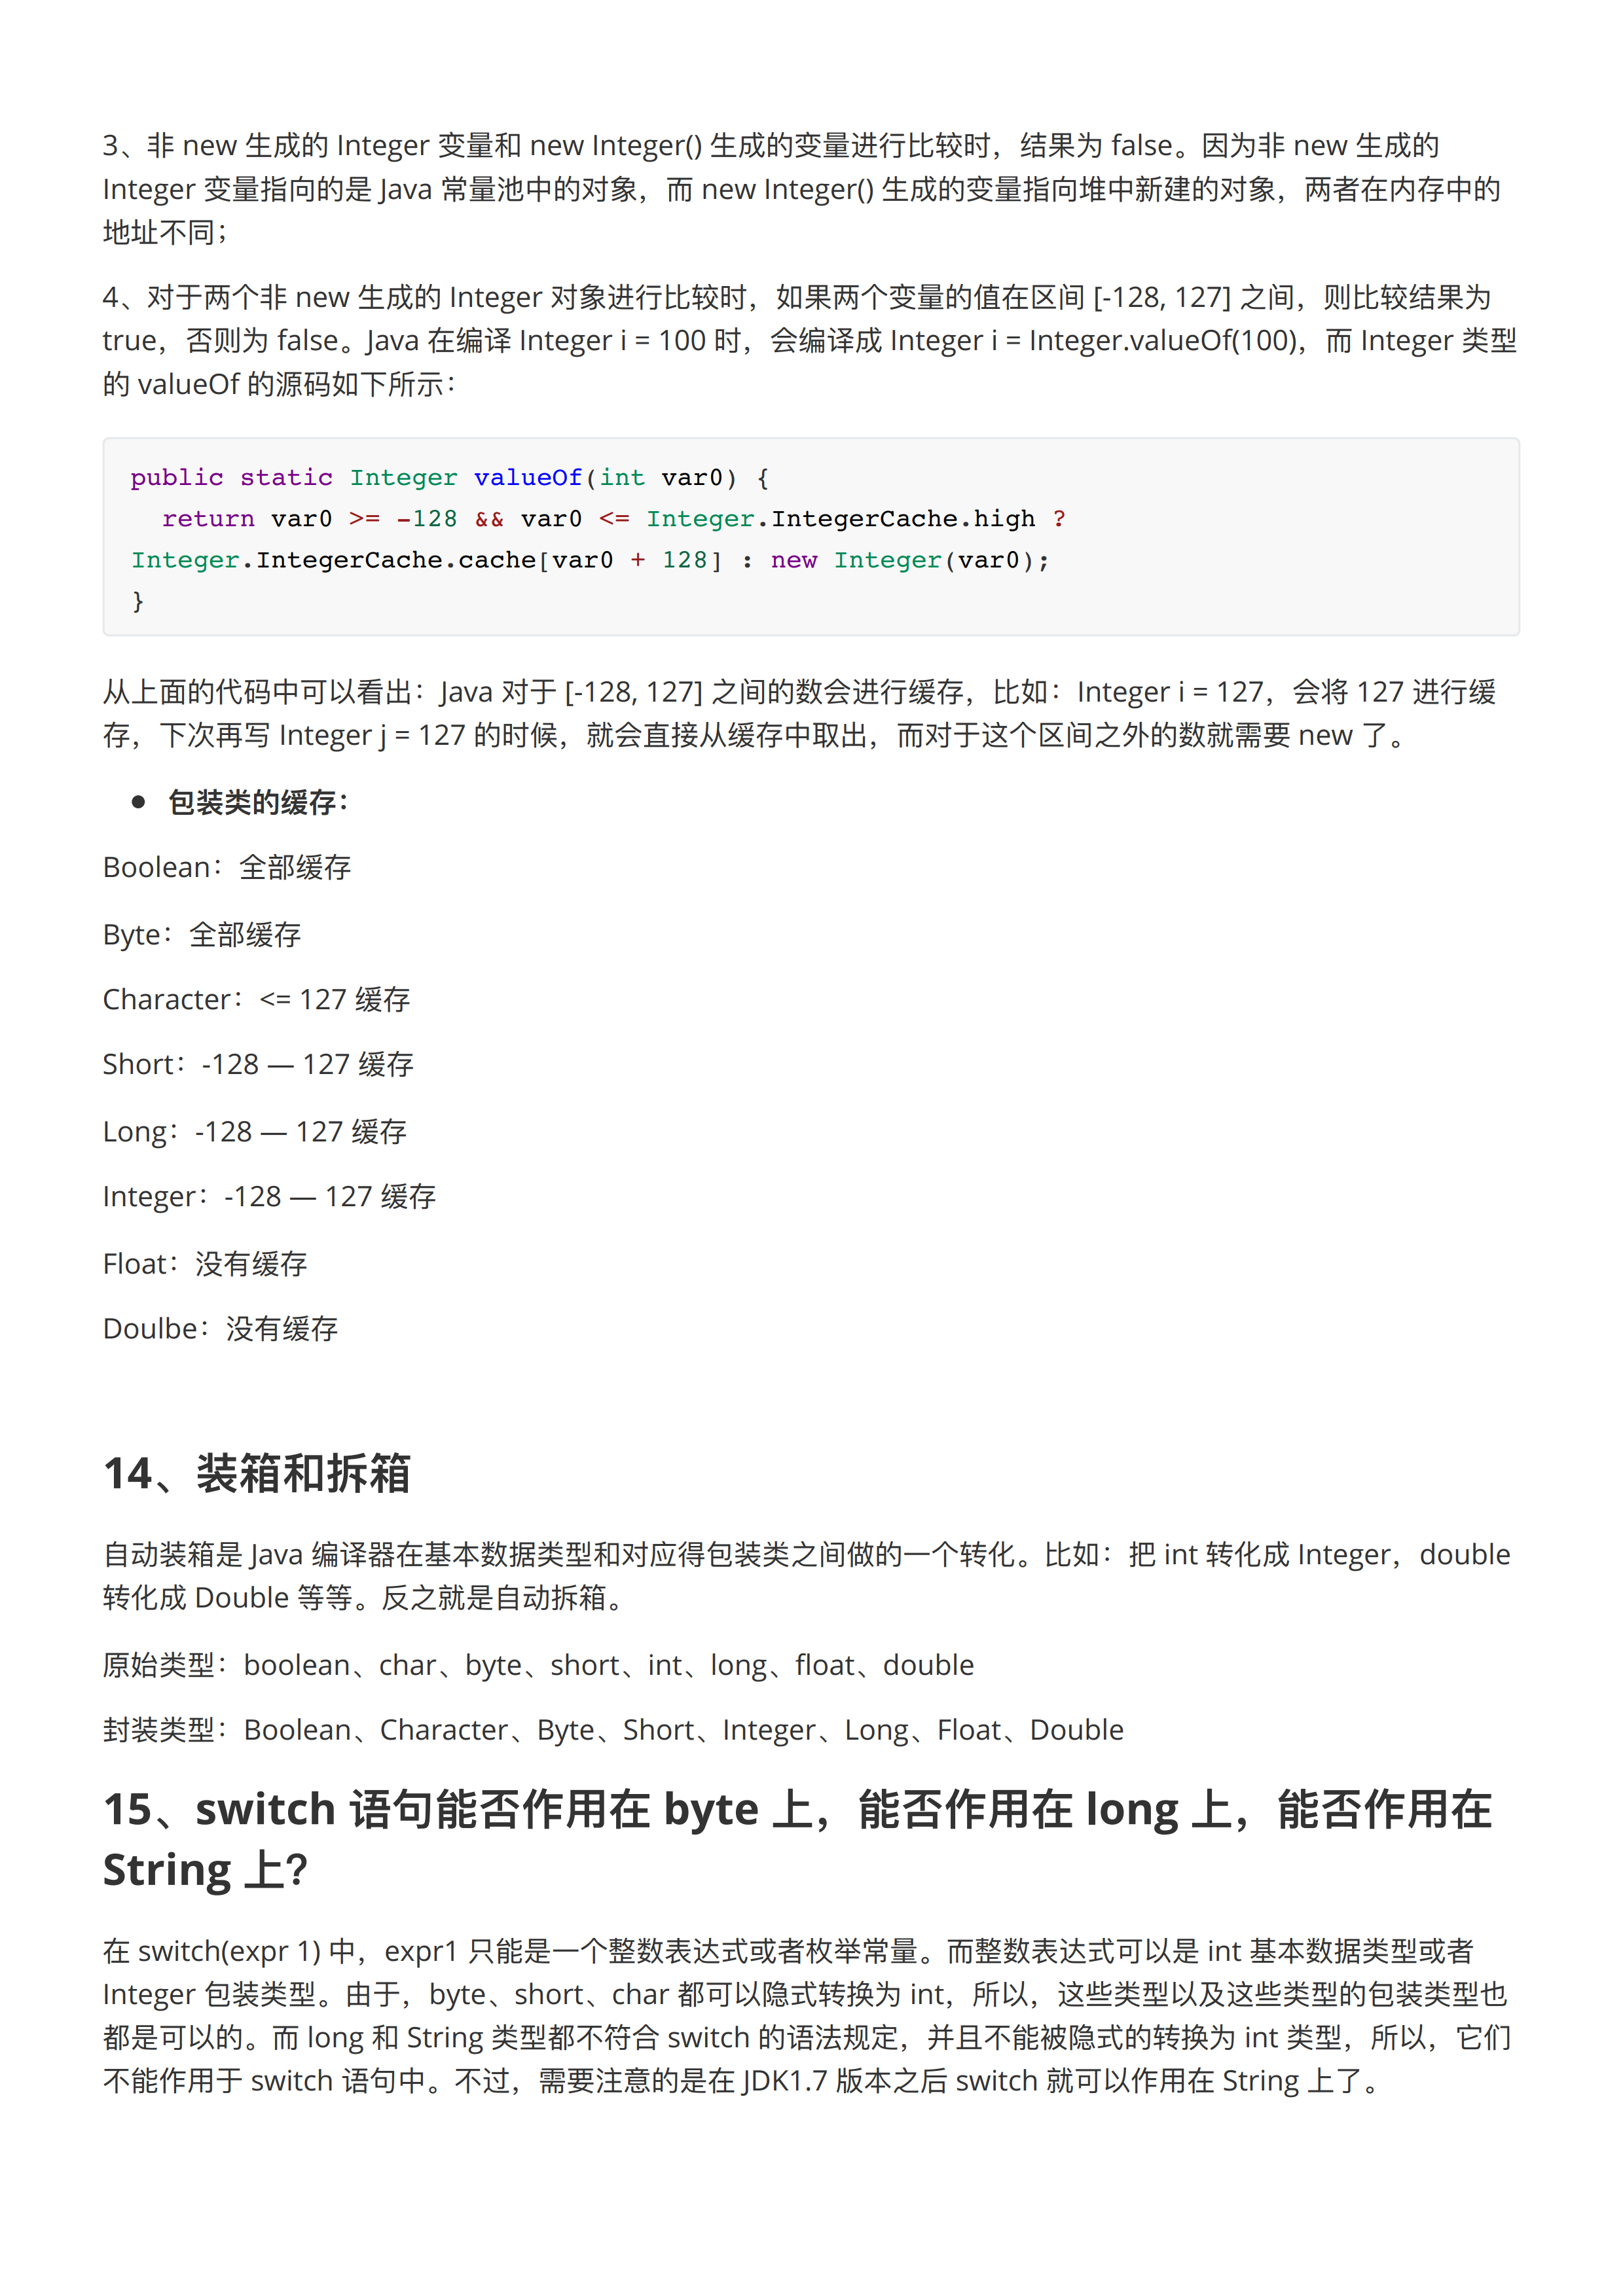 3、非 new 生成的 Integer 变量和 new Integer() 生成的变量进行比较时，结果为 false。因为非 new 生成的
Integer 变量指向的是 Java 常量池中的对象，而 new Integer() 生成的变量指向堆中新建的对象，两者在内存中的
地址不同；
4、对于两个非 new 生成的 Integer 对象进行比较时，如果两个变量的值在区间 [-128, 127] 之间，则比较结果为
true，否则为 false。Java 在编译 Integer i = 100 时，会编译成 Integer i = Integer.valueOf(100)，而 Integer 类型
的 valueOf 的源码如下所示：
public static Integer valueOf(int var0) {
  return var0 >= -128 && var0 <= Integer.IntegerCache.high ?
Integer.IntegerCache.cache[var0 + 128] : new Integer(var0);
}
从上面的代码中可以看出：Java 对于 [-128, 127] 之间的数会进行缓存，比如：Integer i = 127，会将 127 进行缓
存，下次再写 Integer j = 127 的时候，就会直接从缓存中取出，而对于这个区间之外的数就需要 new 了。
● 包装类的缓存：
Boolean：全部缓存
Byte：全部缓存
Character：<= 127 缓存
Short：-128 — 127 缓存
Long：-128 — 127 缓存
Integer：-128 — 127 缓存
Float：没有缓存
Doulbe：没有缓存
14、装箱和拆箱
自动装箱是 Java 编译器在基本数据类型和对应得包装类之间做的一个转化。比如：把 int 转化成 Integer，double
转化成 Double 等等。反之就是自动拆箱。
原始类型：boolean、char、byte、short、int、long、float、double
封装类型：Boolean、Character、Byte、Short、Integer、Long、Float、Double
15、switch 语句能否作用在 byte 上，能否作用在 long 上，能否作用在
String 上？
在 switch(expr 1) 中，expr1 只能是一个整数表达式或者枚举常量。而整数表达式可以是 int 基本数据类型或者
Integer 包装类型。由于，byte、short、char 都可以隐式转换为 int，所以，这些类型以及这些类型的包装类型也
都是可以的。而 long 和 String 类型都不符合 switch 的语法规定，并且不能被隐式的转换为 int 类型，所以，它们
不能作用于 switch 语句中。不过，需要注意的是在 JDK1.7 版本之后 switch 就可以作用在 String 上了。